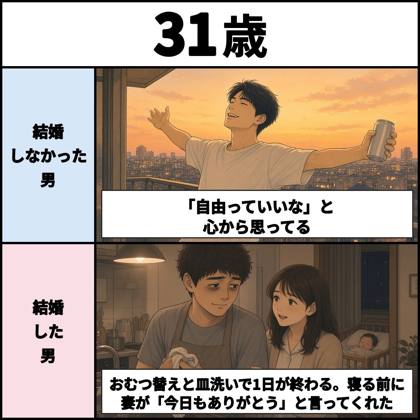 31歳
結婚
しなかった
男
「自由っていいな」と
心から思ってる
結婚
した
男
おむつ替えと皿洗いで1日が終わる。寝る前に
妻が「今日もありがとう」と言ってくれた